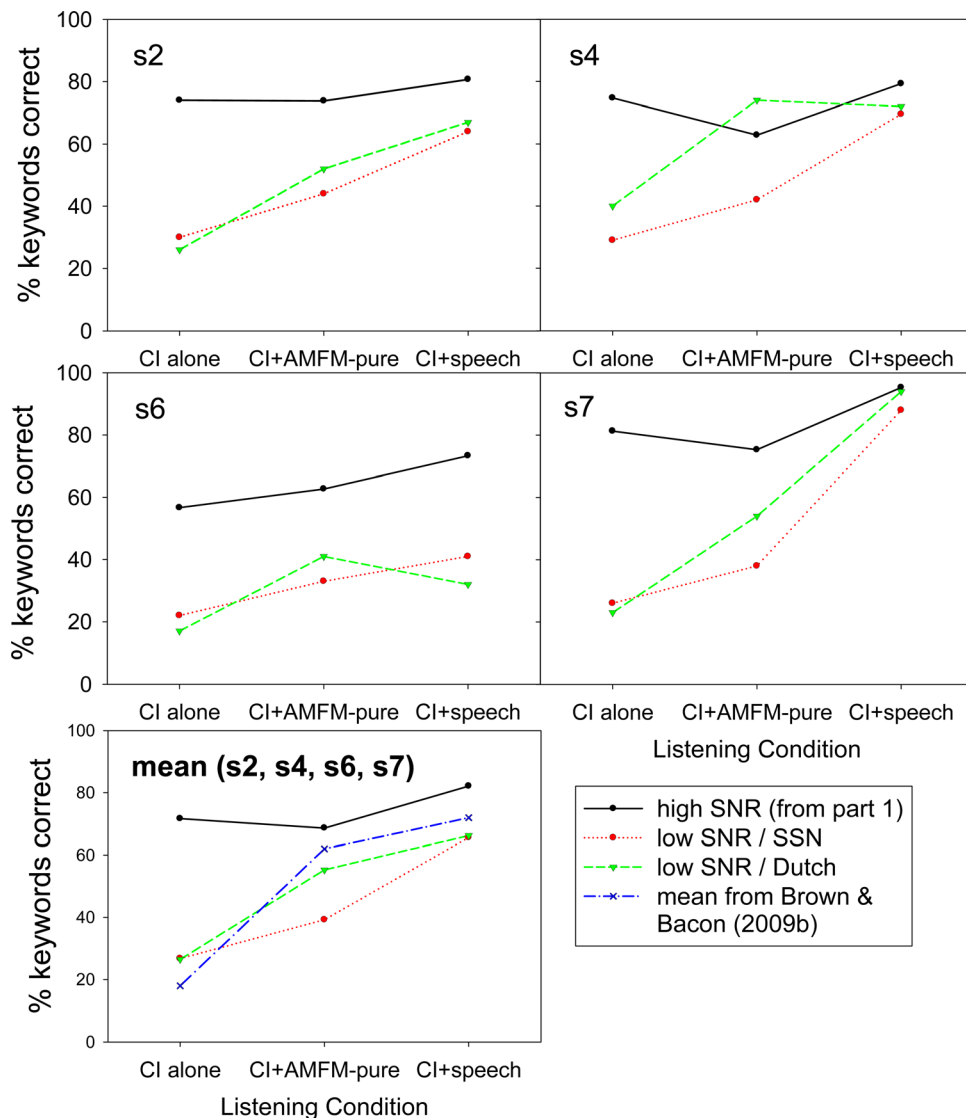 100
80
60
40
20
0
% keywords correct
s2
s4
CI alone
CI+AMFM-pure
CI+speech
CI alone
CI+AMFM-pure
CI+speech
100
80
60
40
20
0
% keywords correct
s6
s7
CI alone
CI+AMFM-pure
CI+speech
CI alone
CI+AMFM-pure
CI+speech
Listening Condition
100
80
60
40
20
0
% keywords correct
mean (s2, s4, s6, s7)
CI alone
CI+AMFM-pure
CI+speech
Listening Condition
high SNR (from part 1)
low SNR / SSN
low SNR / Dutch
mean from Brown &
Bacon (2009b)